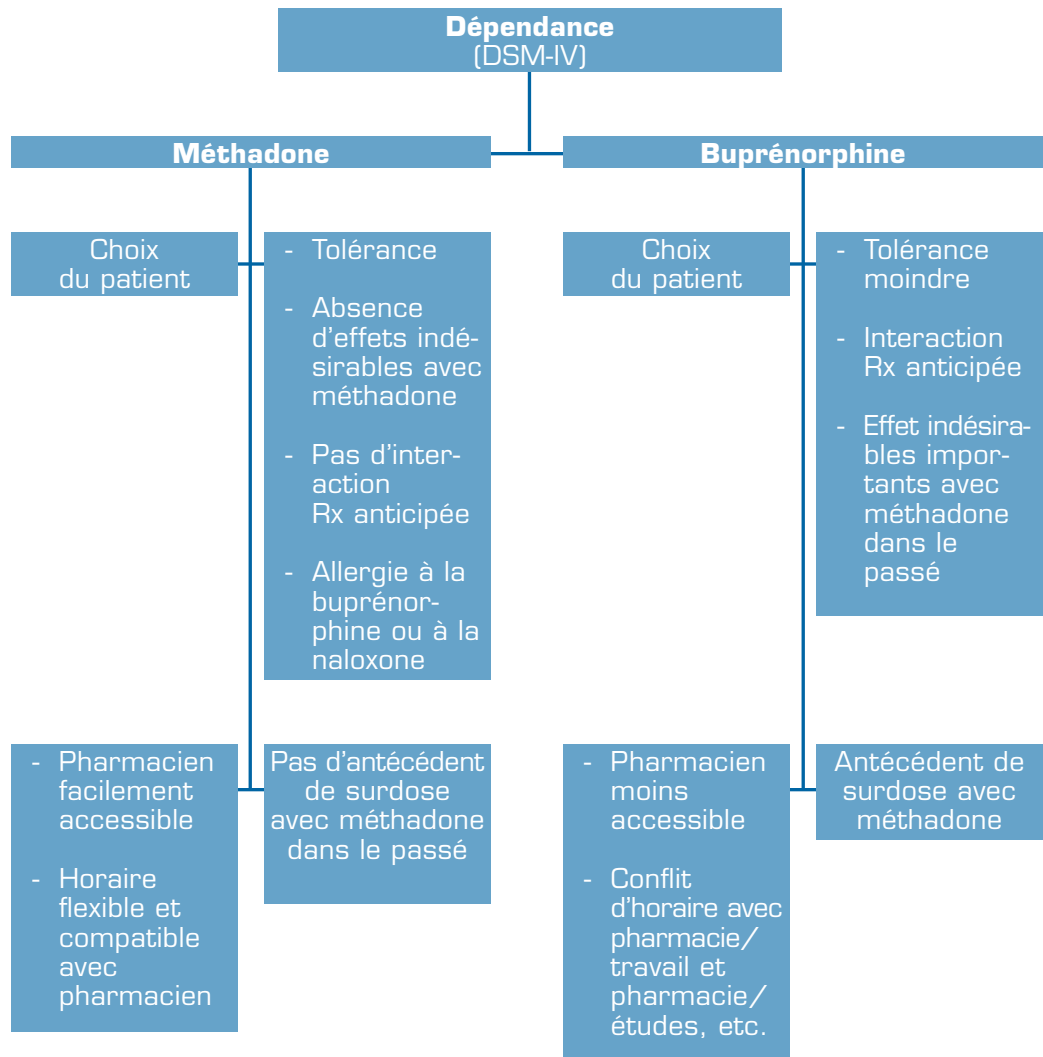 Dépendance
(DSM-IV)
Méthadone
Buprénorphine
Choix
du patient
- Tolérance
- Absence
d'effets indé-
sirables avec
méthadone
- Pas d'inter-
action
Rx anticipée
- Allergie à la
buprénor-
phine ou à la
naloxone
- Pharmacien
facilement
accessible
- Horaire
flexible et
compatible
avec
pharmacien
Pas d'antécédent
de surdose
avec méthadone
dans le passé
Choix
du patient
- Tolérance
moindre
- Interaction
Rx anticipée
- Effet indésira-
bles impor-
tants avec
méthadone
dans le
passé
- Pharmacien
moins
accessible
- Conflit
d'horaire avec
pharmacie/
travail et
pharmacie/
études, etc.
Antécédent de
surdose avec
méthadone